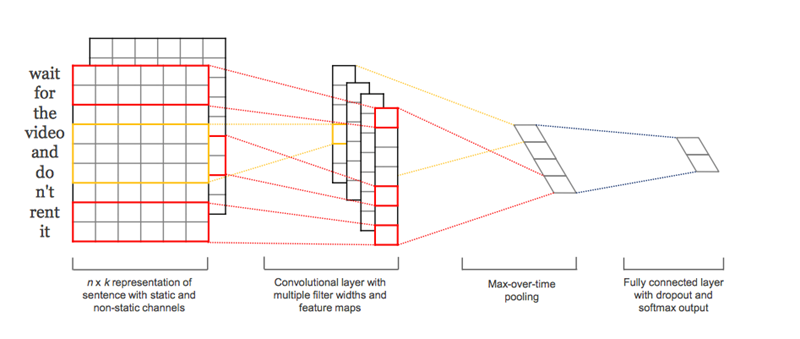 wait
for
the
video
and
do
n't
rent
it
n x k representation of
sentence with static and
non-static channels
Convolutional layer with
multiple filter widths and
feature maps
Max-over-time
pooling
Fully connected layer
with dropout and
softmax output